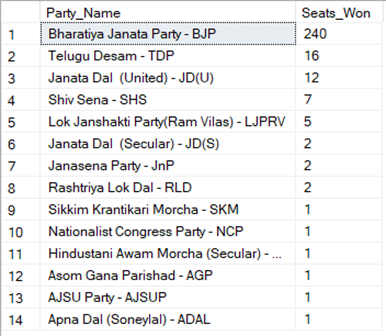 Party_Name Seats_Won
1 Bharatiya Janata Party - BJP 240
2 Telugu Desam - TDP 16
3 Janata Dal  (United) - JD(U) 12
4 Shiv Sena - SHS 7
5 Lok Janshakti Party(Ram Vilas) - LJPRV 5
6 Janata Dal  (Secular) - JD(S) 2
7 Janasena Party - JnP 2
8 Rashtriya Lok Dal - RLD 2
9 Sikkim Krantikari Morcha - SKM 1
10 Nationalist Congress Party - NCP 1
11 Hindustani Awam Morcha (Secular) - ... 1
12 Asom Gana Parishad - AGP 1
13 AJSU Party - AJSUP 1
14 Apna Dal (Soneylal) - ADAL 1